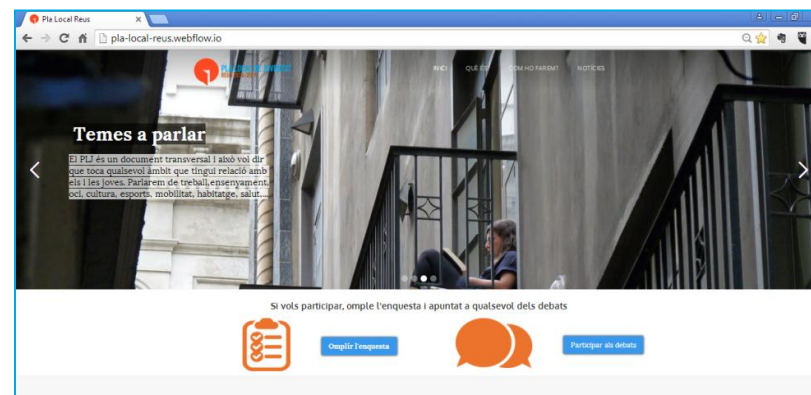 Pla Local Reus
pla-local-reus.webflow.io
INICI QUÈ ÉS? COM HO FAREM? NOTÍCIES
Temes a parlar
El PLJ és un document transversal i això vol dir
que toca qualsevol àmbit que tingui relació amb
els i les joves. Parlarem de treball,ensenyament,
oci, cultura, esports, mobilitat, habitatge, salut,...
Si vols participar, omple l'enquesta i apuntat a qualsevol dels debats
Omplir l'enquesta
Participar als debats